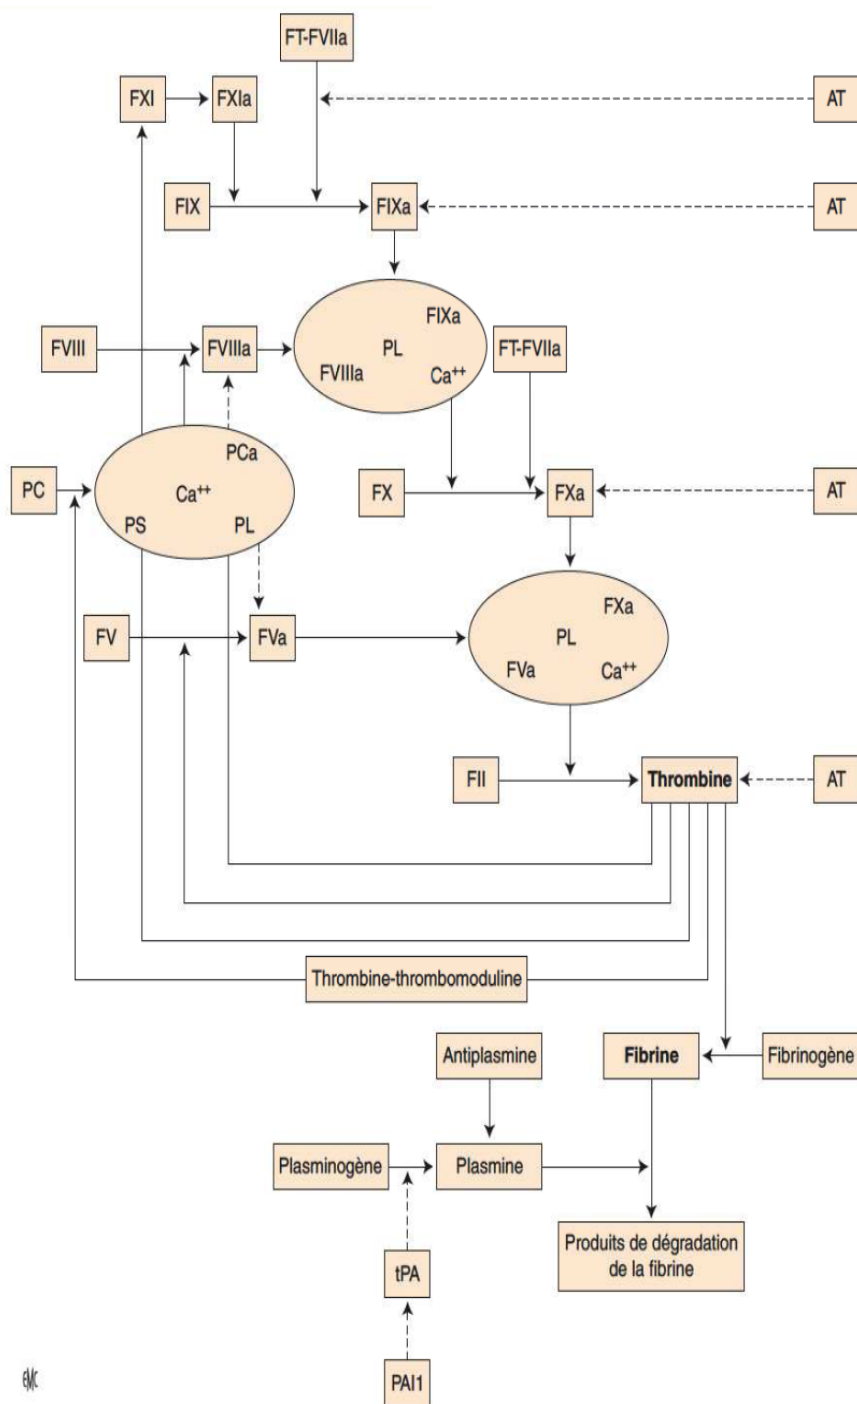 FT-FVIIa
FXI
FXIa
AT
FIX
FIXa
AT
FIXa
FVIII
FVIIIa
PL
FT-FVIIa
FVIIIa
Ca++
PCa
PC
Ca++
FX
FXa
AT
PS
PL
FXa
FV
FVa
PL
FVa
Ca++
FII
Thrombine
AT
Thrombine-thrombomoduline
Antiplasmine
Fibrine
Fibrinogène
Plasminogène
Plasmine
Produits de dégradation
de la fibrine
tPA
PAI1
EMC